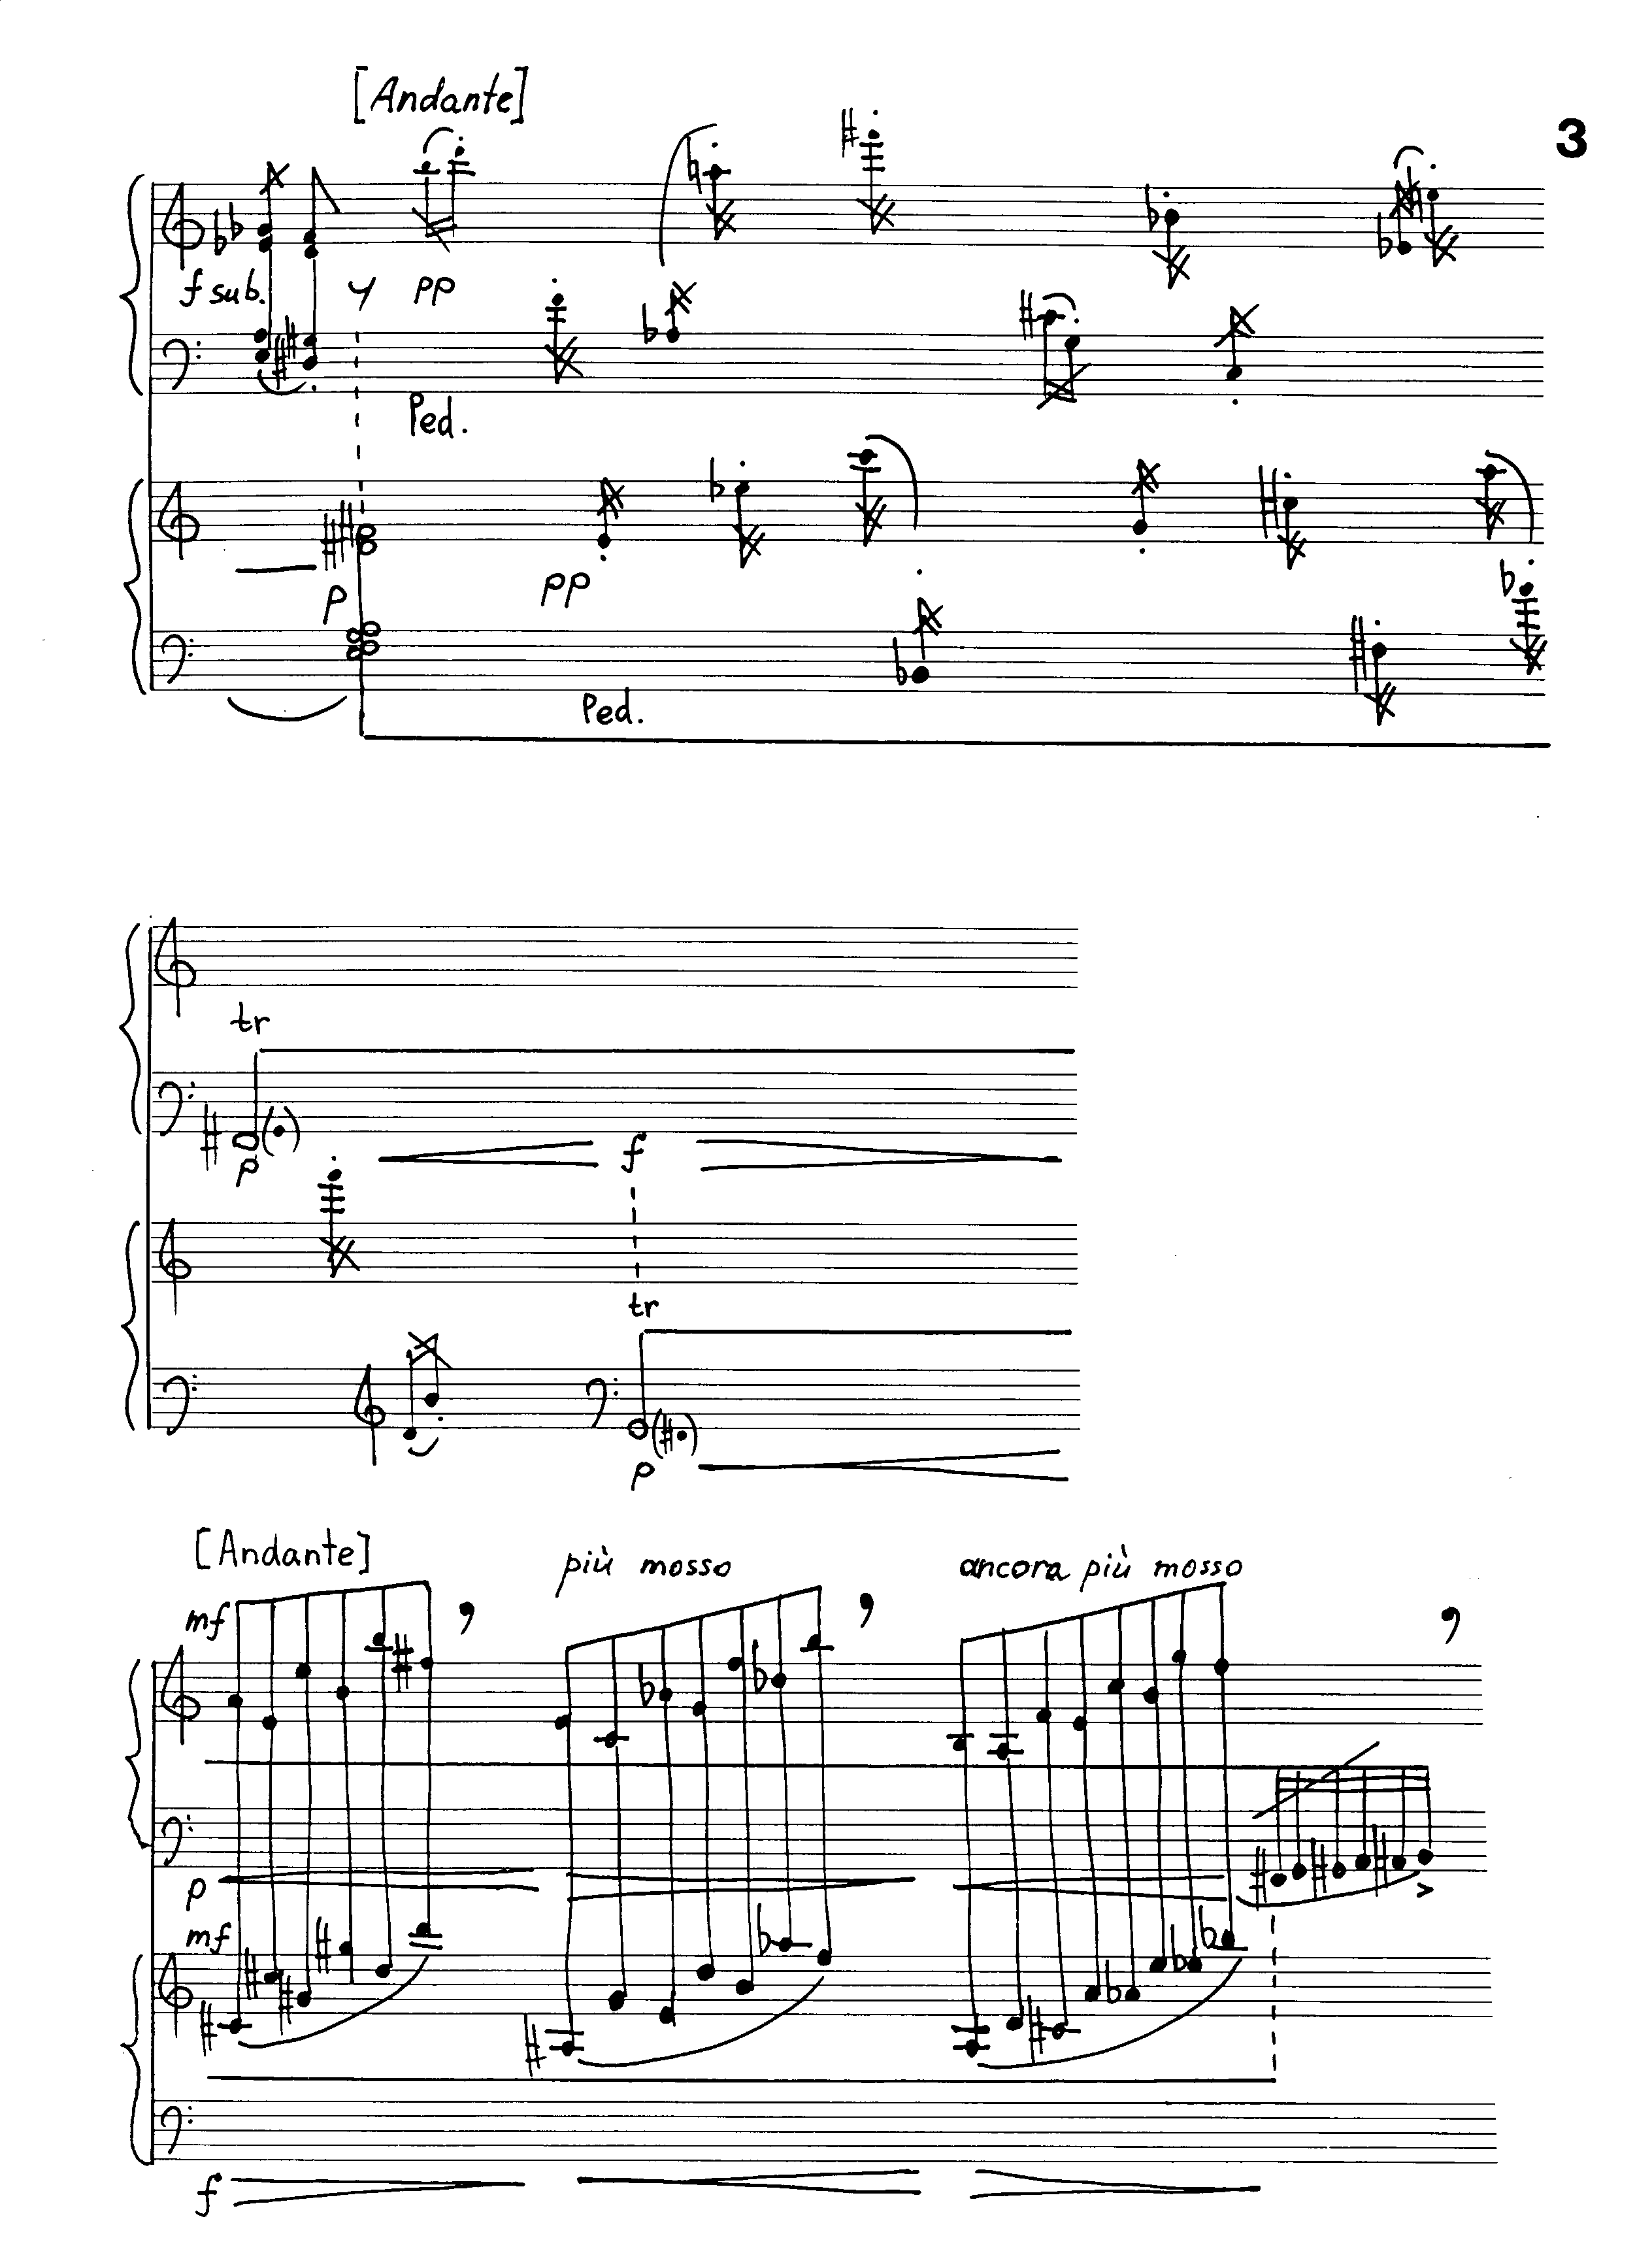 [Andante]
3
f sub.
pp
Ped.
p
pp
Ped.
tr
p
f
tr
p
[Andante]
più mosso
ancora più mosso
mf
p
mf
f